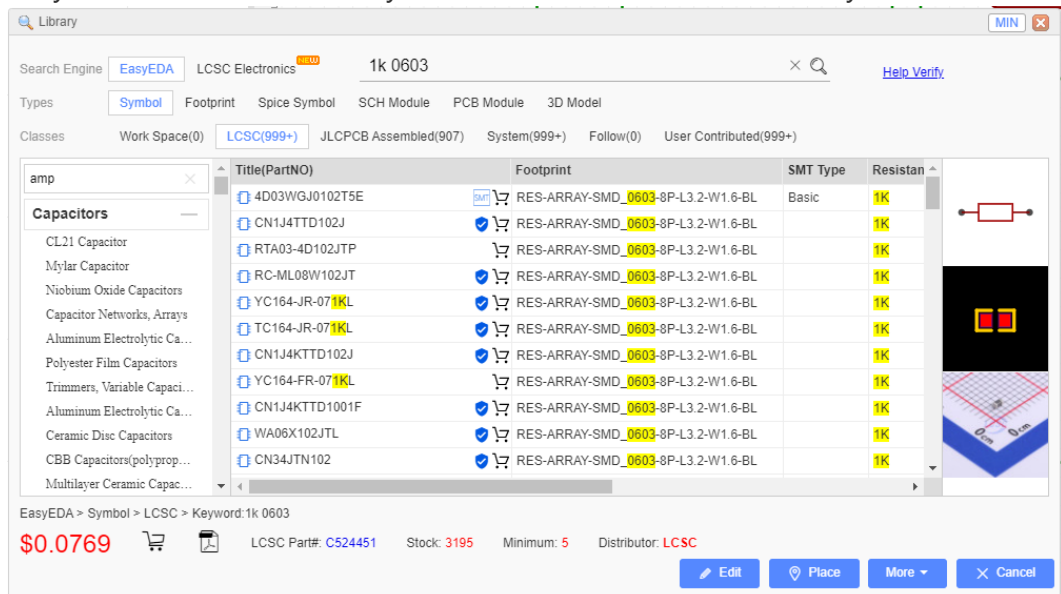 Library MIN
Search Engine EasyEDA LCSC Electronics NEW 1k 0603 Help Verify
Types Symbol Footprint Spice Symbol SCH Module PCB Module 3D Model
Classes Work Space(0) LCSC(999+) JLCPCB Assembled(907) System(999+) Follow(0) User Contributed(999+)
amp Title(PartNO) Footprint SMT Type Resistan
4D03WGJ0102T5E SMT RES-ARRAY-SMD_0603-8P-L3.2-W1.6-BL Basic 1K
Capacitors CN1J4TTD102J RES-ARRAY-SMD_0603-8P-L3.2-W1.6-BL 1K
CL21 Capacitor RTA03-4D102JTP RES-ARRAY-SMD_0603-8P-L3.2-W1.6-BL 1K
Mylar Capacitor RC-ML08W102JT RES-ARRAY-SMD_0603-8P-L3.2-W1.6-BL 1K
Niobium Oxide Capacitors YC164-JR-071KL RES-ARRAY-SMD_0603-8P-L3.2-W1.6-BL 1K
Capacitor Networks, Arrays TC164-JR-071KL RES-ARRAY-SMD_0603-8P-L3.2-W1.6-BL 1K
Aluminum Electrolytic Ca... CN1J4KTTD102J RES-ARRAY-SMD_0603-8P-L3.2-W1.6-BL 1K
Polyester Film Capacitors YC164-FR-071KL RES-ARRAY-SMD_0603-8P-L3.2-W1.6-BL 1K
Trimmers, Variable Capaci... CN1J4KTTD1001F RES-ARRAY-SMD_0603-8P-L3.2-W1.6-BL 1K
Aluminum Electrolytic Ca... WA06X102JTL RES-ARRAY-SMD_0603-8P-L3.2-W1.6-BL 1K
Ceramic Disc Capacitors CN34JTN102 RES-ARRAY-SMD_0603-8P-L3.2-W1.6-BL 1K
0cm 0cm
CBB Capacitors(polyprop...
Multilayer Ceramic Capac...
EasyEDA > Symbol > LCSC > Keyword:1k 0603
$0.0769 LCSC Part#: C524451 Stock: 3195 Minimum: 5 Distributor: LCSC
Edit Place More Cancel